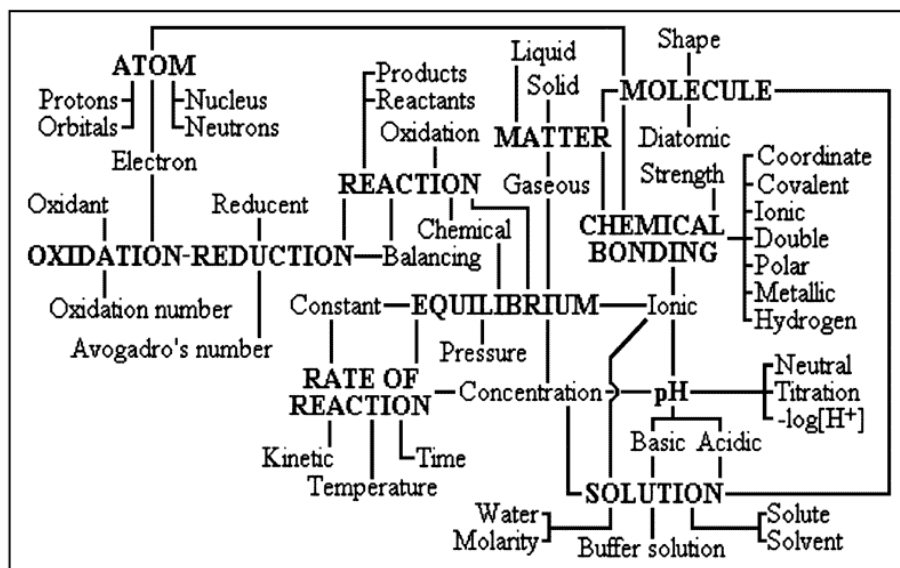 Shape
Liquid
ATOM
Products
Solid
MOLECULE
Protons
Nucleus
Reactants
Orbitals
Neutrons
Oxidation
MATTER
Diatomic
Electron
Coordinate
Strength
REACTION
Gaseous
Covalent
Oxidant
Reducent
Ionic
Chemical
CHEMICAL
BONDING
Double
OXIDATION-REDUCTION
Balancing
Polar
Metallic
Oxidation number
Constant
EQUILIBRIUM
Ionic
Hydrogen
Avogadro's number
Pressure
Neutral
RATE OF
REACTION
Concentration
pH
Titration
-log[H⁺]
Basic
Acidic
Kinetic
Time
Temperature
SOLUTION
Water
Solute
Molarity
Buffer solution
Solvent